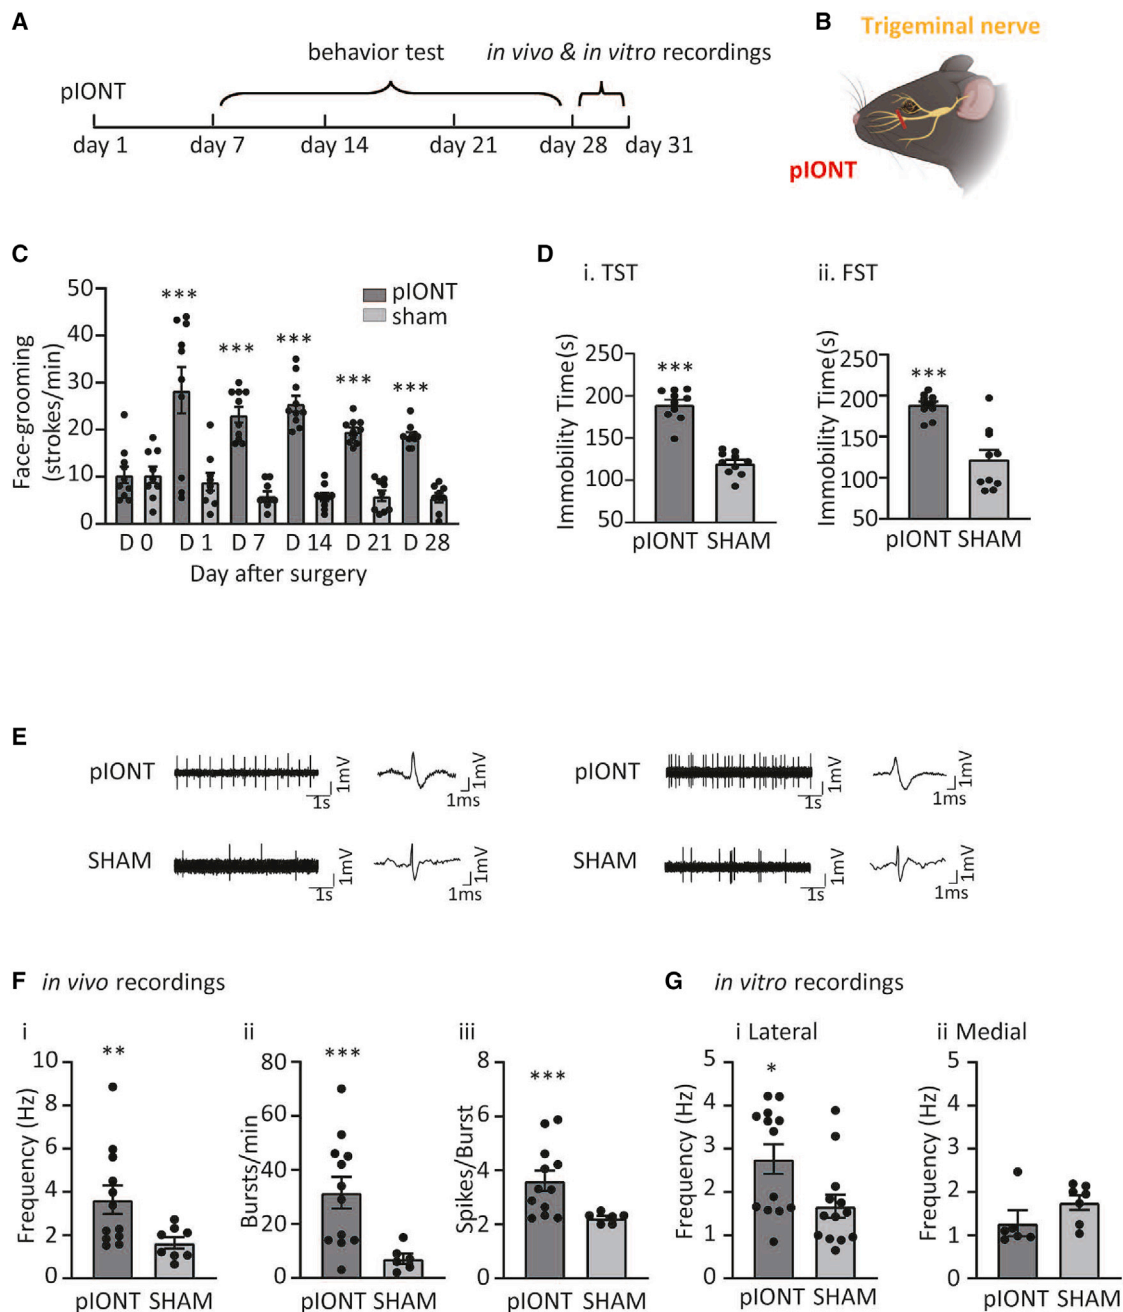 A
behavior test
in vivo & in vitro recordings
pIONT
day 1
day 7
day 14
day 21
day 28
day 31
B
Trigeminal nerve
pIONT
C
Face-grooming
(strokes/min)
50
40
30
20
10
0
***
***
***
***
***
pIONT
sham
D 0
D 1
D 7
D 14
D 21
D 28
Day after surgery
D
i. TST
Immobility Time(s)
250
200
150
100
50
***
pIONT SHAM
ii. FST
Immobility Time(s)
250
200
150
100
50
***
pIONT SHAM
E
pIONT
1s
1mV
1ms
1mV
SHAM
1s
1mV
1ms
1mV
pIONT
1s
1mV
1ms
1mV
SHAM
1s
1mV
1ms
1mV
F in vivo recordings
i
Frequency (Hz)
10
8
6
4
2
0
**
pIONT SHAM
ii
Bursts/min
80
60
40
20
0
***
pIONT SHAM
iii
Spikes/Burst
8
6
4
2
0
***
pIONT SHAM
G in vitro recordings
i Lateral
Frequency (Hz)
5
4
3
2
1
0
*
pIONT SHAM
ii Medial
Frequency (Hz)
5
4
3
2
1
0
pIONT SHAM